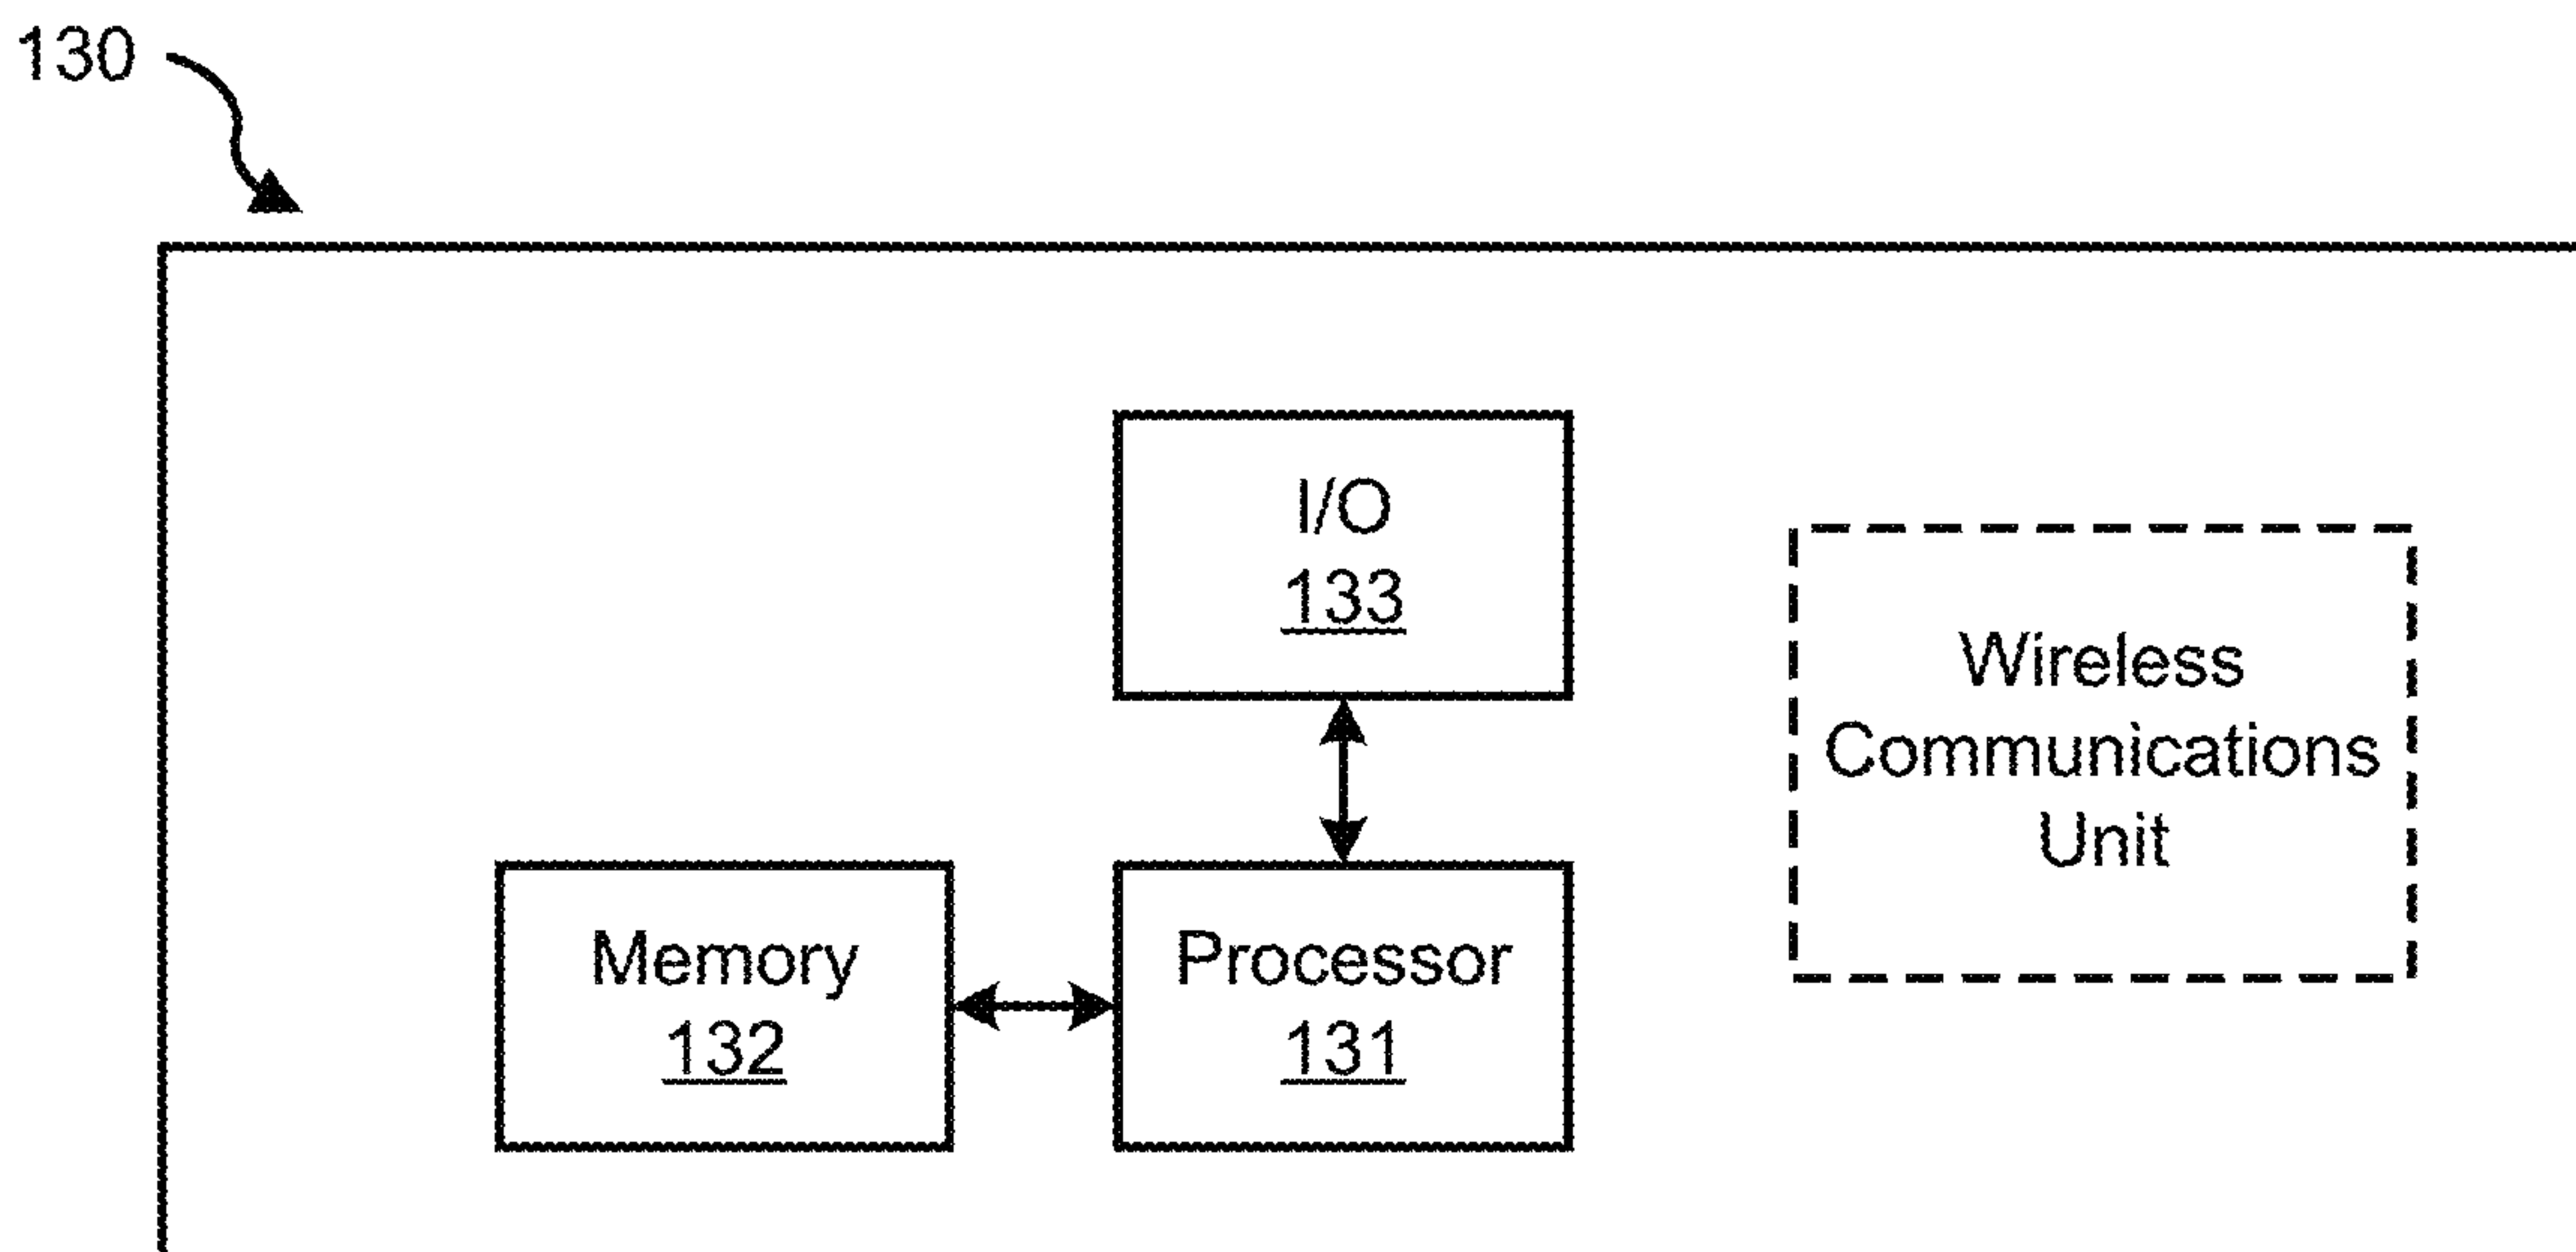 130
I/O
133
Wireless
Communications
Unit
Memory
132
Processor
131